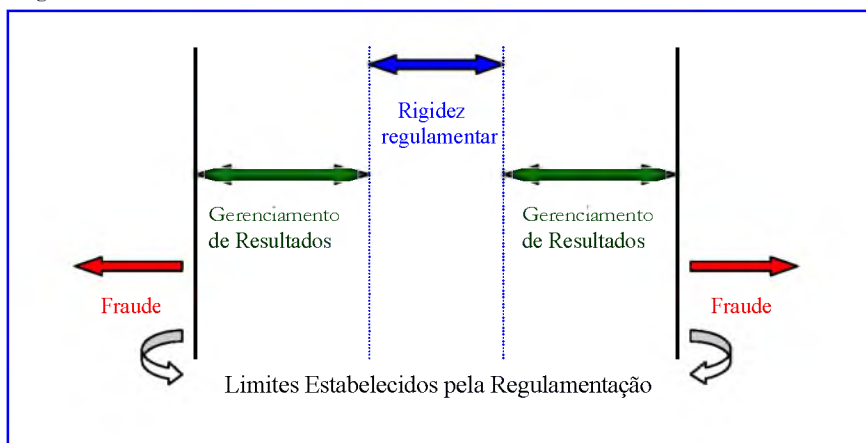 Rigidez
regulamentar
Gerenciamento
de Resultados
Gerenciamento
de Resultados
Fraude
Fraude
Limites Estabelecidos pela Regulamentação